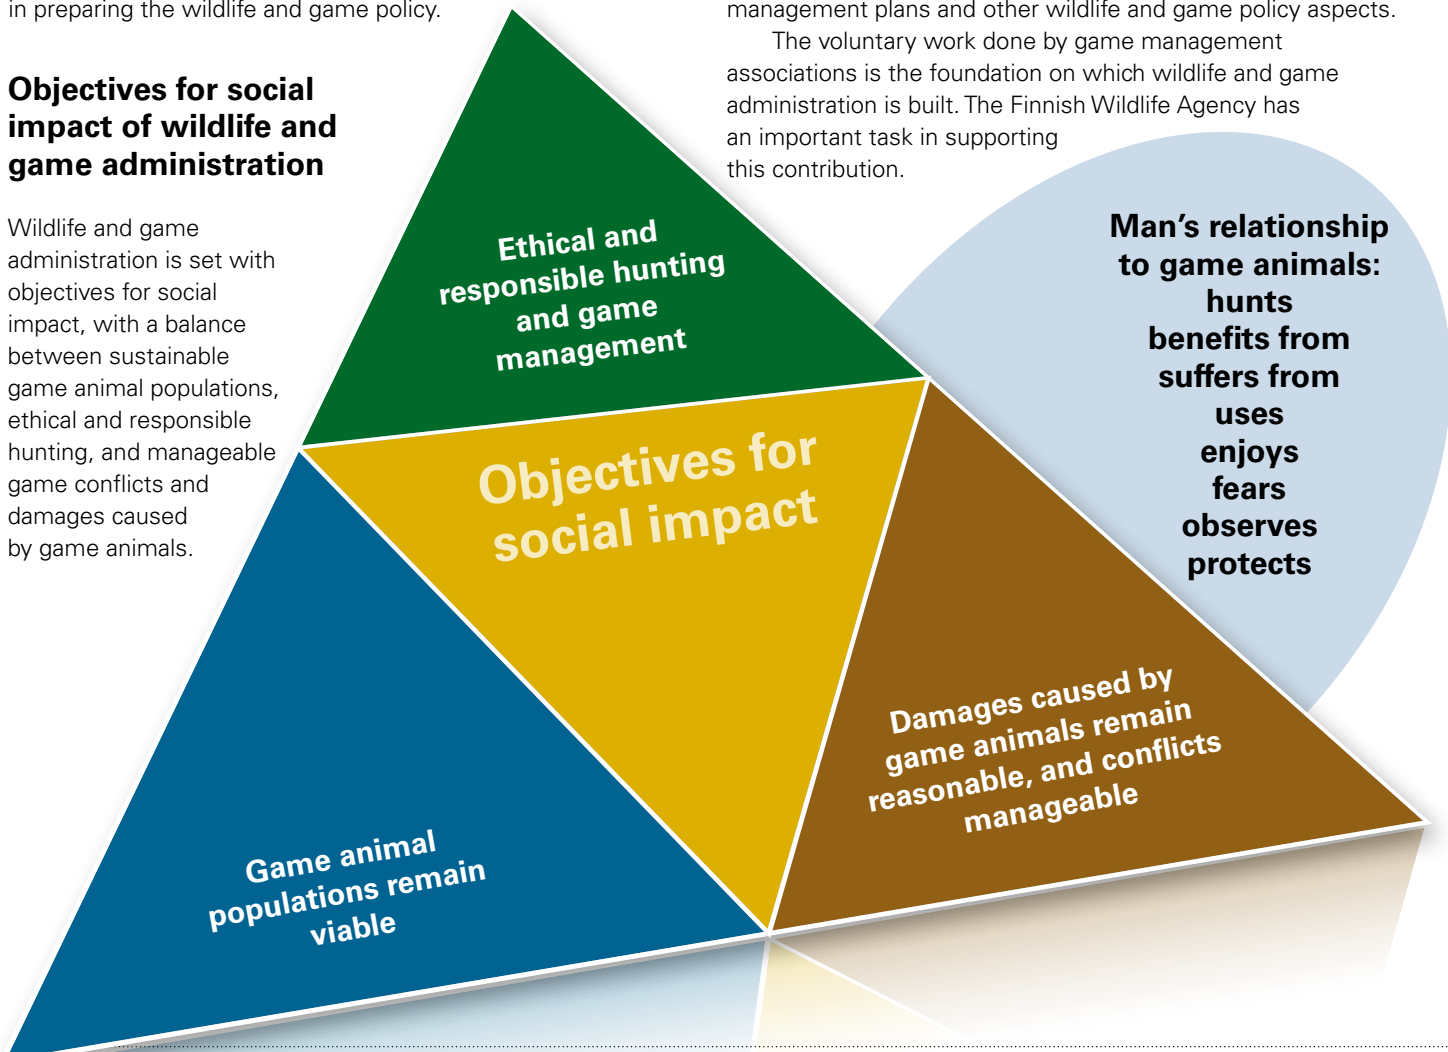 in preparing the wildlife and game policy.
Objectives for social
impact of wildlife and
game administration
Wildlife and game
administration is set with
objectives for social
impact, with a balance
between sustainable
game animal populations,
ethical and responsible
hunting, and manageable
game conflicts and
damages caused
by game animals.
management plans and other wildlife and game policy aspects.
The voluntary work done by game management
associations is the foundation on which wildlife and game
administration is built. The Finnish Wildlife Agency has
an important task in supporting
this contribution.
Ethical and
responsible hunting
and game
management
Objectives for
social impact
Game animal
populations remain
viable
Damages caused by
game animals remain
reasonable, and conflicts
manageable
Man's relationship
to game animals:
hunts
benefits from
suffers from
uses
enjoys
fears
observes
protects